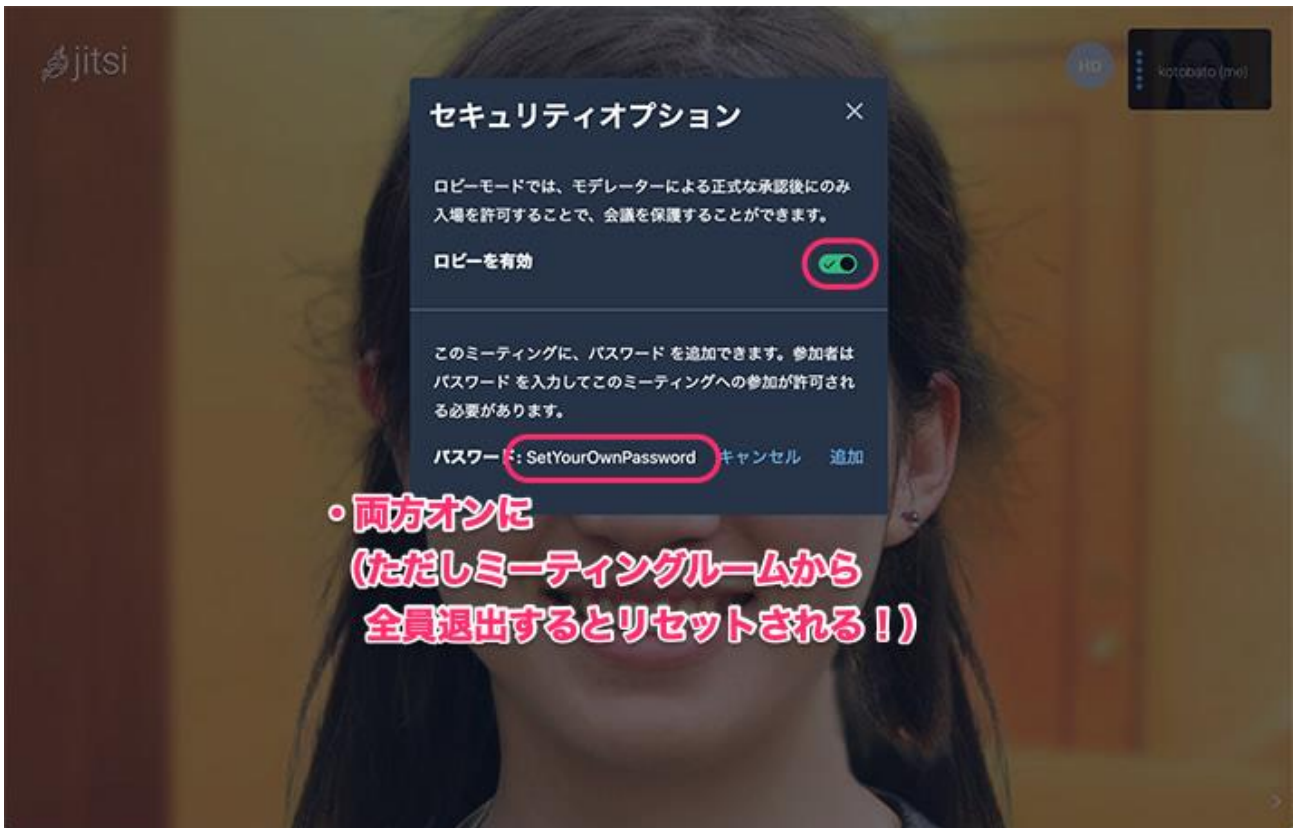 jitsi
HD
kotobato (me)
セキュリティオプション
ロビーモードでは、モデレーターによる正式な承認後にのみ
入場を許可することで、会議を保護することができます。
ロビーを有効
このミーティングに、パスワード を追加できます。参加者は
パスワード を入力してこのミーティングへの参加が許可され
る必要があります。
パスワード: SetYourOwnPassword キャンセル 追加
・両方オンに
(ただしミーティングルームから
全員退出するとリセットされる！)